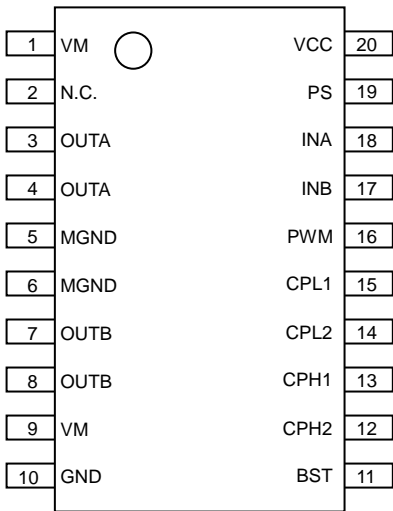 1 VM VCC 20
2 N.C. PS 19
3 OUTA INA 18
4 OUTA INB 17
5 MGND PWM 16
6 MGND CPL1 15
7 OUTB CPL2 14
8 OUTB CPH1 13
9 VM CPH2 12
10 GND BST 11